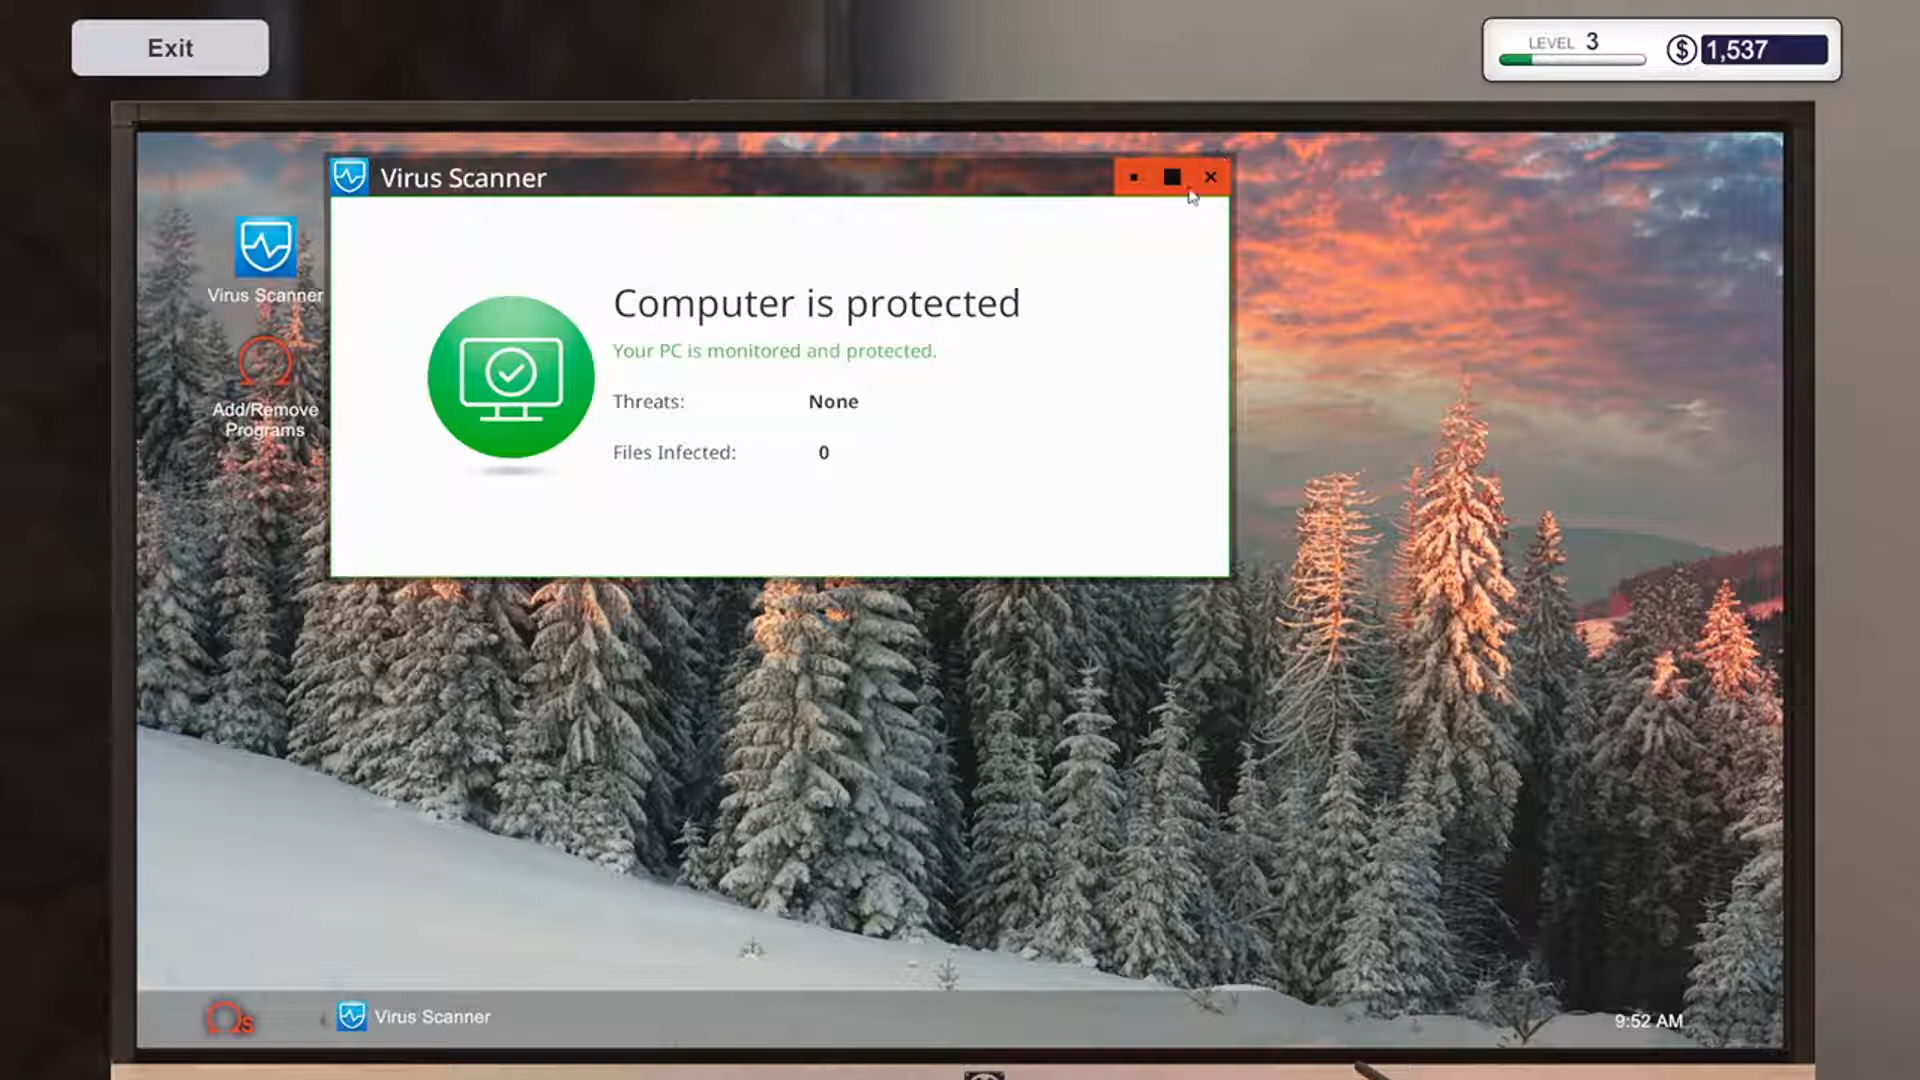 Exit
LEVEL 3
$ 1,537
Virus Scanner
Virus Scanner
Computer is protected
Your PC is monitored and protected.
Threats: None
Files Infected: 0
Add/Remove
Programs
Ωs
Virus Scanner
9:52 AM